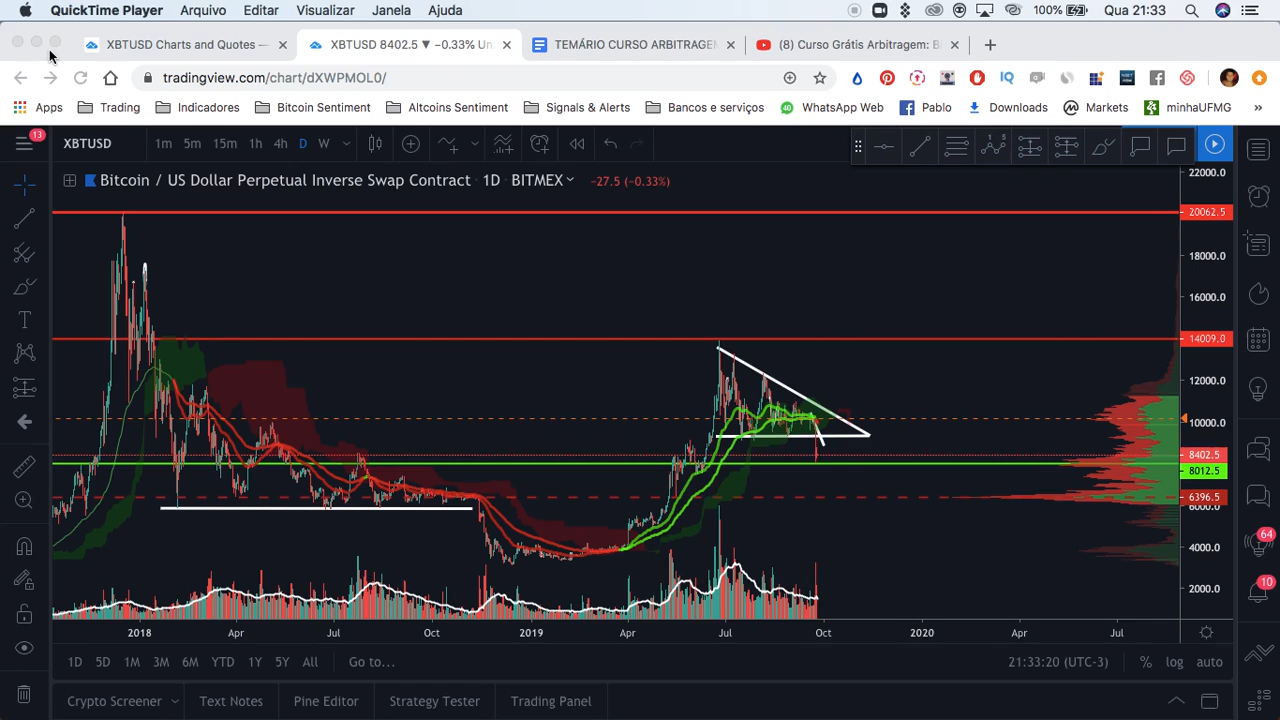 QuickTime Player Arquivo Editar Visualizar Janela Ajuda 100% Qua 21:33
XBTUSD Charts and Quotes — XBTUSD 8402.5 ▼ −0.33% Un TEMÁRIO CURSO ARBITRAGEM (8) Curso Grátis Arbitragem: B
tradingview.com/chart/dXWPMOL0/
Apps Trading Indicadores Bitcoin Sentiment Altcoins Sentiment Signals & Alerts Bancos e serviços WhatsApp Web Pablo Downloads Markets minhaUFMG »
13 XBTUSD 1m 5m 15m 1h 4h D W
Bitcoin / US Dollar Perpetual Inverse Swap Contract 1D BITMEX −27.5 (−0.33%)
22000.0
20062.5
18000.0
16000.0
14009.0
12000.0
10000.0
8402.5
8012.5
6396.5
6000.0
4000.0
2000.0
64
10
2018 Apr Jul Oct 2019 Apr Jul Oct 2020 Apr Jul
1D 5D 1M 3M 6M YTD 1Y 5Y All Go to... 21:33:20 (UTC-3) % log auto
Crypto Screener Text Notes Pine Editor Strategy Tester Trading Panel